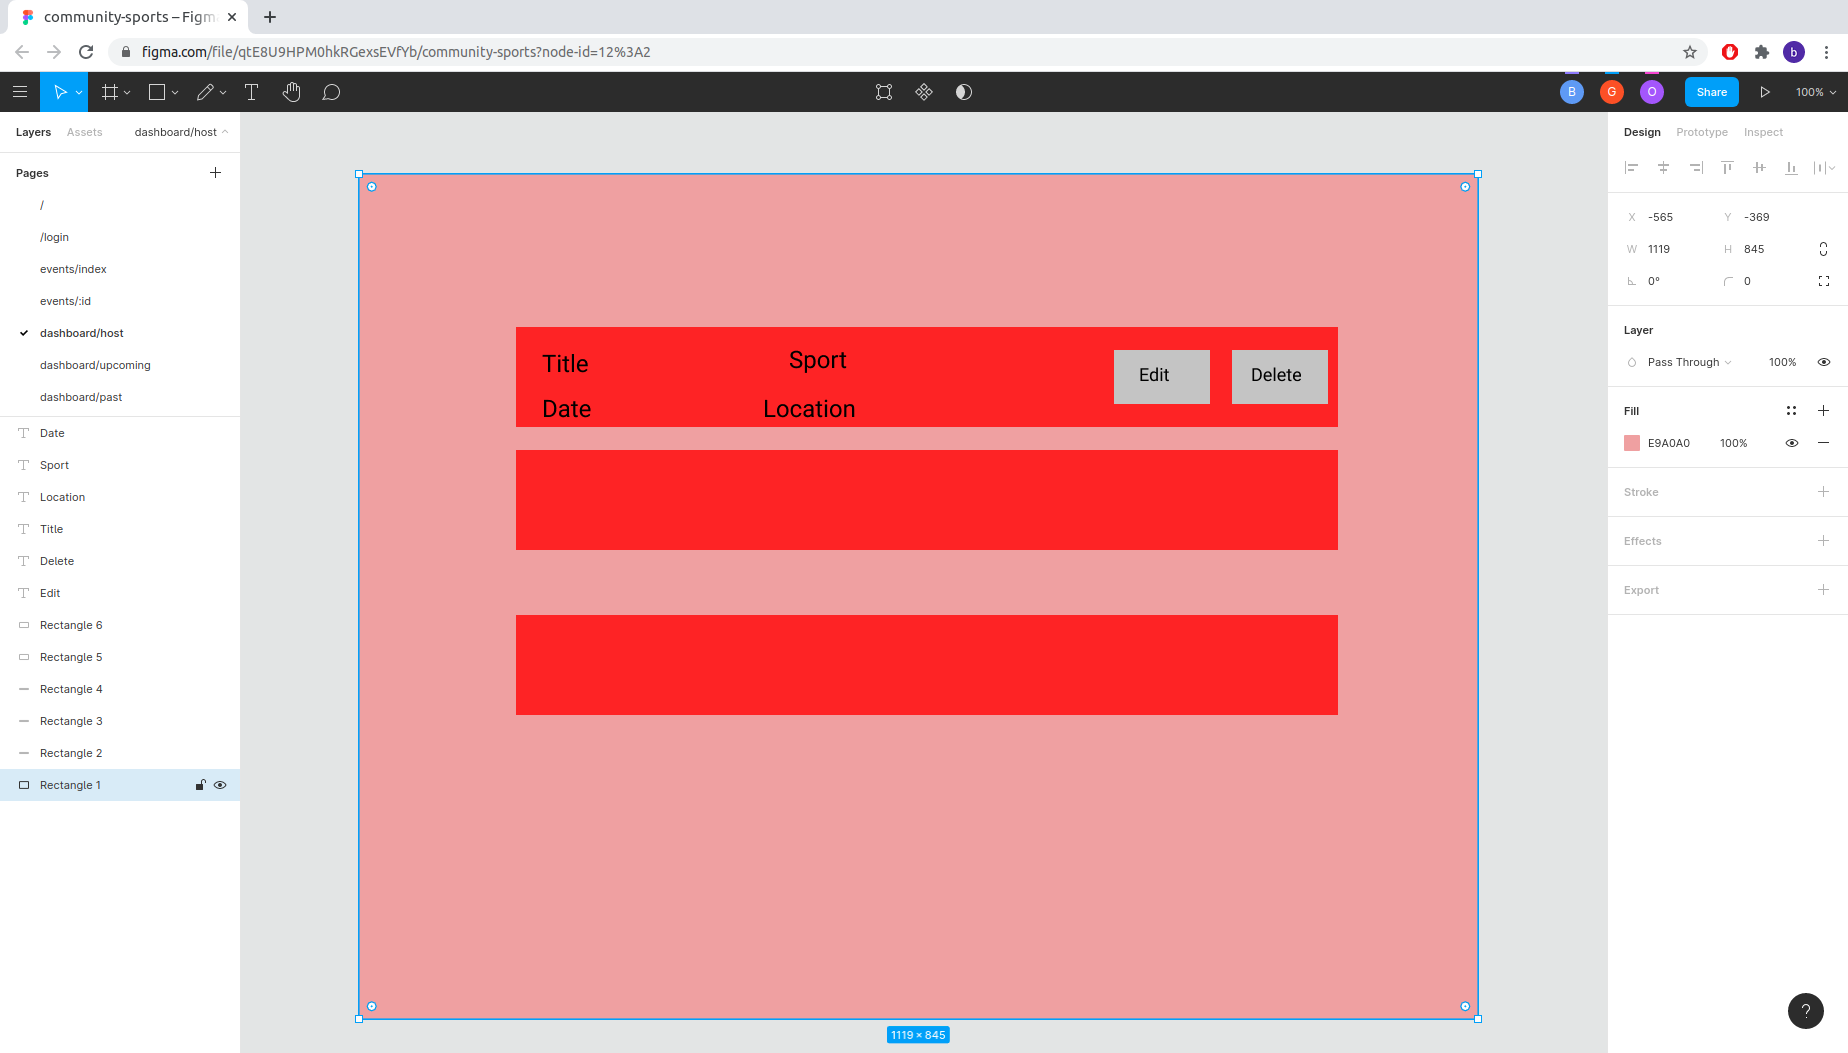 community-sports – Figma
figma.com/file/qtE8U9HPM0hkRGexsEVfYb/community-sports?node-id=12%3A2
b
B
G
O
Share
100%
Layers
Assets
dashboard/host
Pages
/
/login
events/index
events/:id
dashboard/host
dashboard/upcoming
dashboard/past
Date
Sport
Location
Title
Delete
Edit
Rectangle 6
Rectangle 5
Rectangle 4
Rectangle 3
Rectangle 2
Rectangle 1
Title
Sport
Edit
Delete
Date
Location
1119 × 845
Design
Prototype
Inspect
X -565
Y -369
W 1119
H 845
0°
0
Layer
Pass Through
100%
Fill
E9A0A0
100%
Stroke
Effects
Export
?